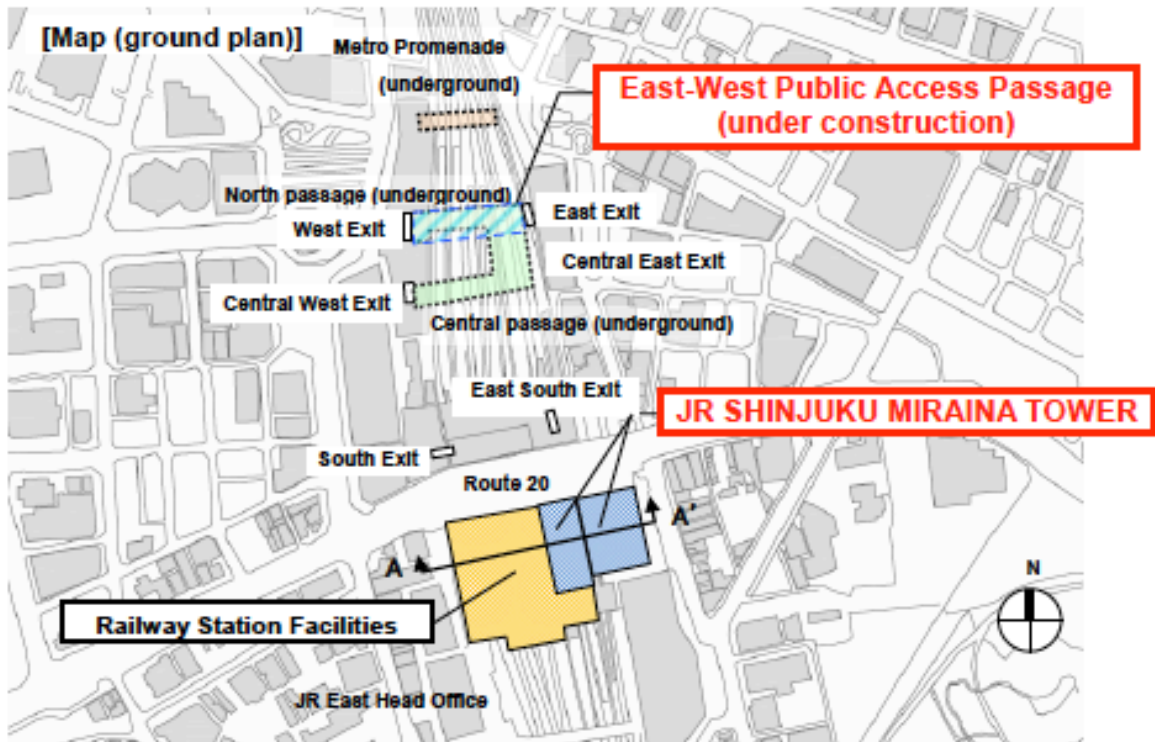 [Map (ground plan)]
Metro Promenade
(underground)
East-West Public Access Passage
(under construction)
North passage (underground)
West Exit
East Exit
Central East Exit
Central West Exit
Central passage (underground)
East South Exit
JR SHINJUKU MIRAINA TOWER
South Exit
Route 20
A'
A
N
Railway Station Facilities
JR East Head Office